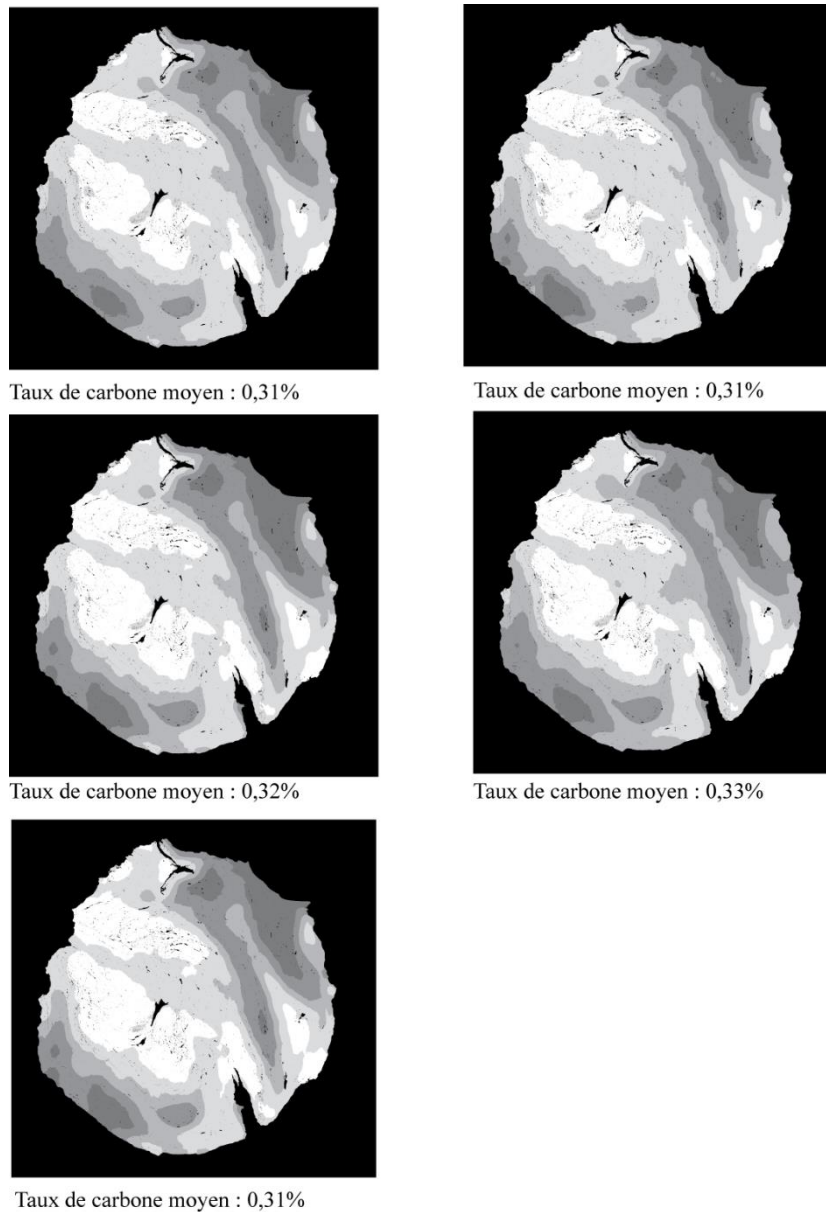 Taux de carbone moyen : 0,31%
Taux de carbone moyen : 0,31%
Taux de carbone moyen : 0,32%
Taux de carbone moyen : 0,33%
Taux de carbone moyen : 0,31%